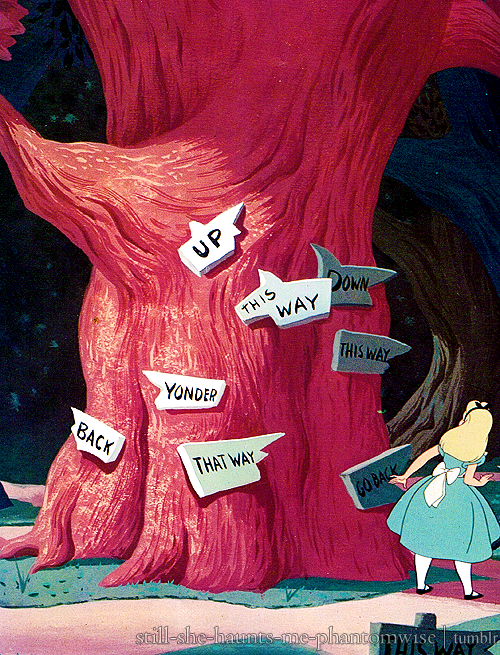 UP
DOWN
THIS WAY
THIS WAY
YONDER
BACK
THAT WAY
GO BACK
still-she-haunts-me-phantomwise | tumblr
THIS WAY